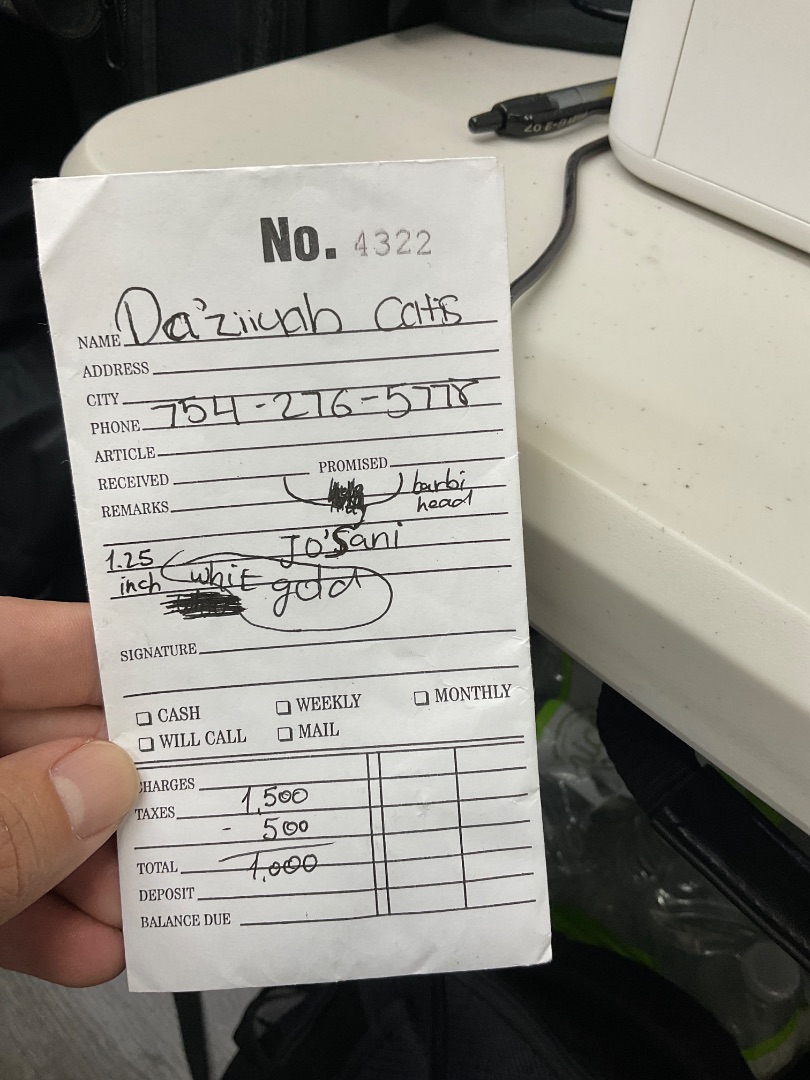 No. 4322
NAME Da'ziiyah Catis
ADDRESS
CITY
PHONE 754-276-5778
ARTICLE
RECEIVED PROMISED
REMARKS barbi
head
Jo'Sani
1.25
inch whit gold
SIGNATURE
CASH WEEKLY MONTHLY
WILL CALL MAIL
CHARGES
TAXES 1,500
- 500
TOTAL 1,000
DEPOSIT
BALANCE DUE